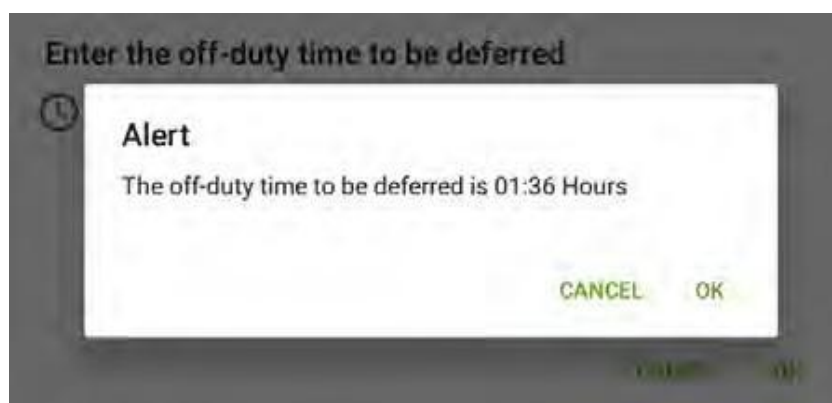 Enter the off-duty time to be deferred
Alert
The off-duty time to be deferred is 01:36 Hours
CANCEL OK